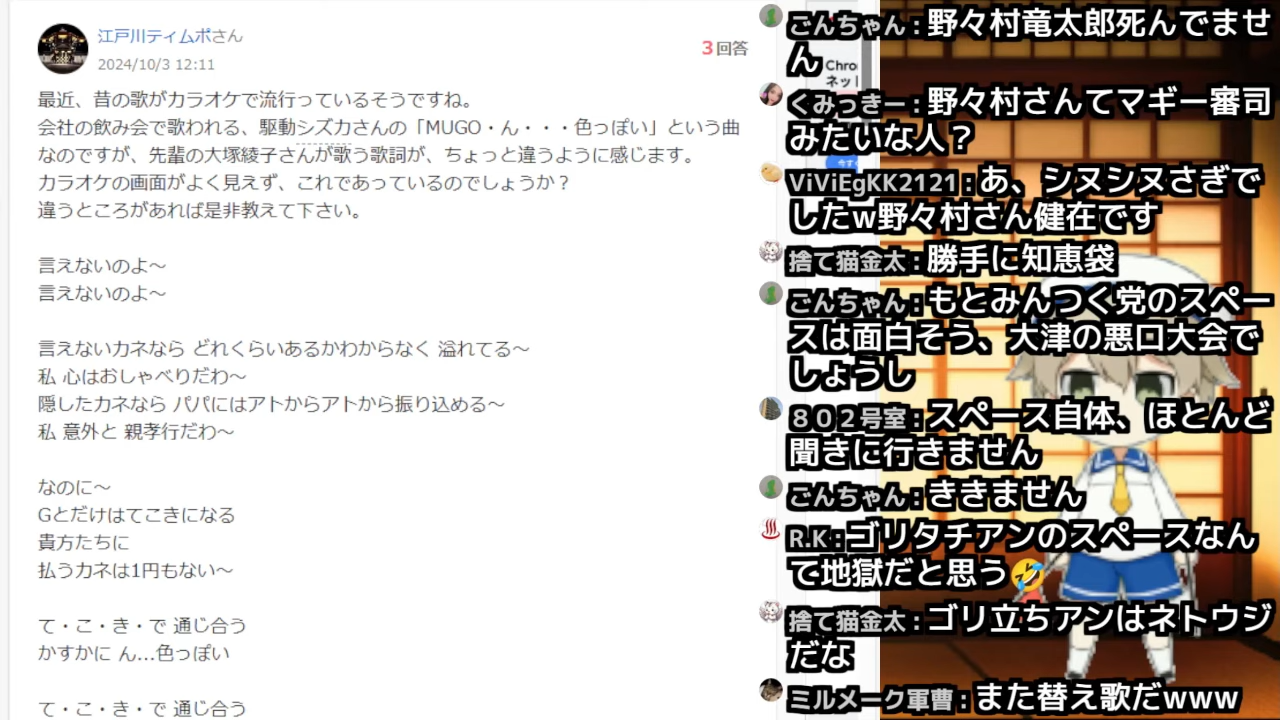 江戸川ティムポさん
2024/10/3 12:11
3回答
最近、昔の歌がカラオケで流行っているそうですね。
会社の飲み会で歌われる、駆動シズカさんの「MUGO・ん・・・色っぽい」という曲
なのですが、先輩の大塚綾子さんが歌う歌詞が、ちょっと違うように感じます。
カラオケの画面がよく見えず、これであっているのでしょうか？
違うところがあれば是非教えて下さい。
言えないのよ～
言えないのよ～
言えないカネなら どれくらいあるかわからなく 溢れてる～
私 心はおしゃべりだわ～
隠したカネなら パパにはアトからアトから振り込める～
私 意外と 親孝行だわ～
なのに～
Gとだけはてこきになる
貴方たちに
払うカネは1円もない～
て・こ・き・で 通じ合う
かすかに ん...色っぽい
て・こ・き・で 通じ合う
Chro
ネッ
今す
ごんちゃん : 野々村竜太郎死んでませ
ん
くみっきー : 野々村さんてマギー審司
みたいな人？
ViViEgKK2121 : あ、シヌシヌさぎで
したw野々村さん健在です
捨て猫金太 : 勝手に知恵袋
ごんちゃん : もとみんつく党のスペー
スは面白そう、大津の悪口大会で
しょうし
８０２号室 : スペース自体、ほとんど
聞きに行きません
ごんちゃん : ききません
R.K : ゴリタチアンのスペースなん
て地獄だと思う🤣
捨て猫金太 : ゴリ立ちアンはネトウジ
だな
ミルメーク軍曹 : また替え歌だwww